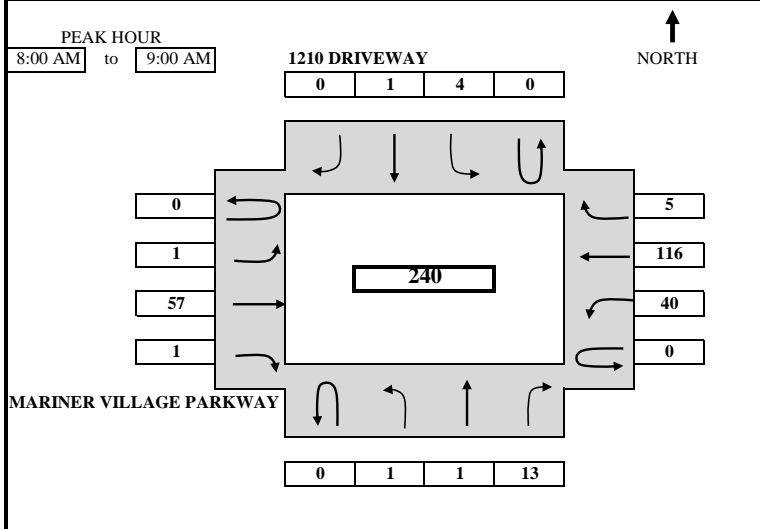 PEAK HOUR
8:00 AM to 9:00 AM
1210 DRIVEWAY
NORTH
0 1 4 0
0 5
1 116
240
57 40
1 0
MARINER VILLAGE PARKWAY
0 1 1 13